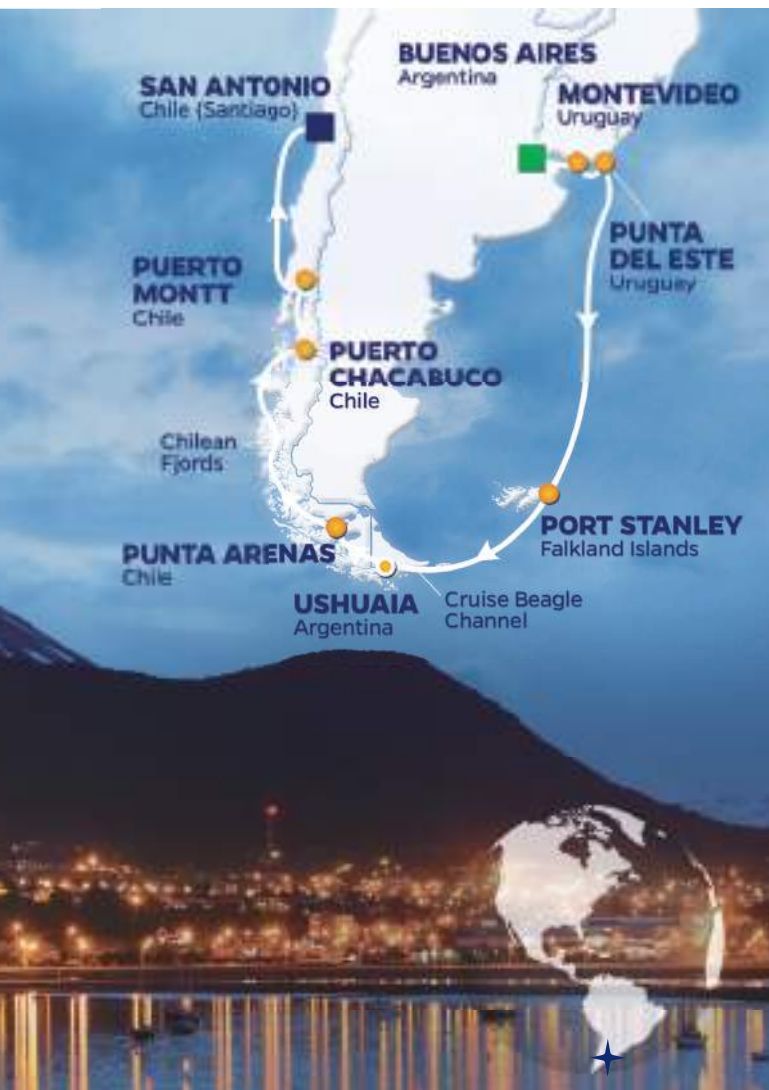 BUENOS AIRES
Argentina
SAN ANTONIO
Chile (Santiago)
MONTEVIDEO
Uruguay
PUNTA
DEL ESTE
Uruguay
PUERTO
MONTT
Chile
PUERTO
CHACABUCO
Chile
Chilean
Fjords
PORT STANLEY
Falkland Islands
PUNTA ARENAS
Chile
USHUAIA
Argentina
Cruise Beagle
Channel